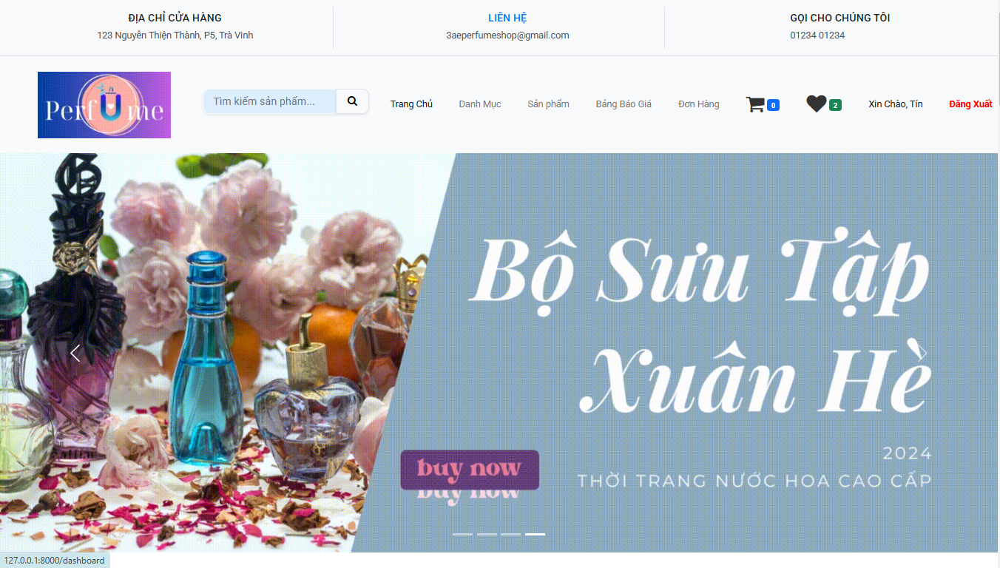 ĐỊA CHỈ CỬA HÀNG
123 Nguyễn Thiện Thành, P5, Trà Vinh
LIÊN HỆ
3aeperfumeshop@gmail.com
GỌI CHO CHÚNG TÔI
01234 01234
PerfUme
Tìm kiếm sản phẩm...
Trang Chủ
Danh Mục
Sản phẩm
Bảng Báo Giá
Đơn Hàng
0
2
Xin Chào, Tín
Đăng Xuất
Bộ Sưu Tập
Xuân Hè
2024
THỜI TRANG NƯỚC HOA CAO CẤP
buy now
buy now
127.0.0.1:8000/dashboard